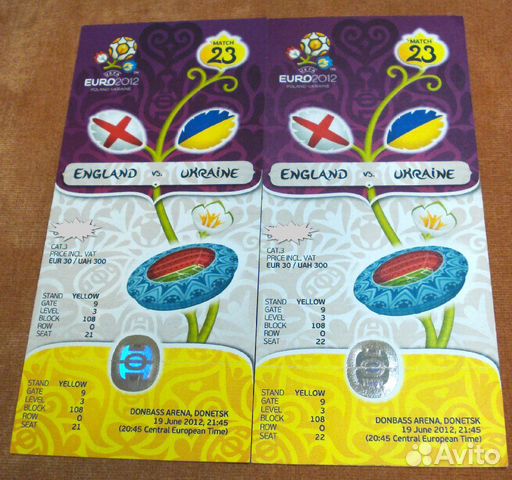 UEFA
EURO2012
POLAND-UKRAINE
MATCH
23
ENGLAND vs. UKRAINE
CAT.3
PRICE INCL. VAT
EUR 30 / UAH 300
STAND YELLOW
GATE 9
LEVEL 3
BLOCK 108
ROW 0
SEAT 21
STAND YELLOW
GATE 9
LEVEL 3
BLOCK 108
ROW 0
SEAT 21
DONBASS ARENA, DONETSK
19 June 2012, 21:45
(20:45 Central European Time)
UEFA
EURO2012
POLAND-UKRAINE
MATCH
23
ENGLAND vs. UKRAINE
CAT.3
PRICE INCL. VAT
EUR 30 / UAH 300
STAND YELLOW
GATE 9
LEVEL 3
BLOCK 108
ROW 0
SEAT 22
STAND YELLOW
GATE 9
LEVEL 3
BLOCK 108
ROW 0
SEAT 22
DONBASS ARENA, DONETSK
19 June 2012, 21:45
(20:45 Central European Time)
Avito